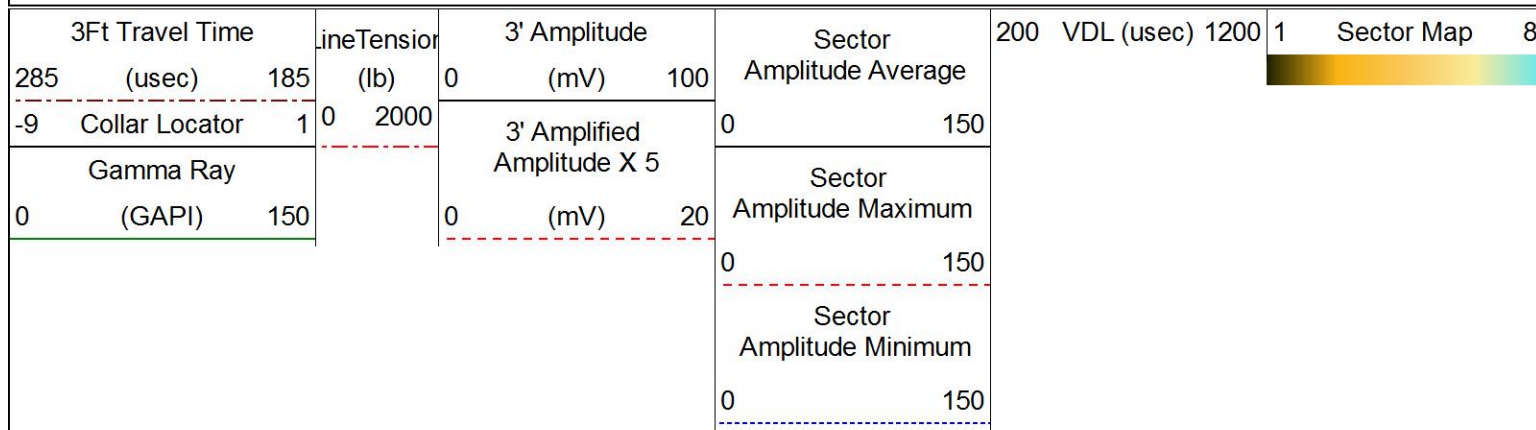 3Ft Travel Time
285 (usec) 185
-9 Collar Locator 1
Gamma Ray
0 (GAPI) 150
LineTension
(lb)
0 2000
3' Amplitude
0 (mV) 100
3' Amplified
Amplitude X 5
0 (mV) 20
Sector
Amplitude Average
0 150
Sector
Amplitude Maximum
0 150
Sector
Amplitude Minimum
0 150
200 VDL (usec) 1200
1 Sector Map 8